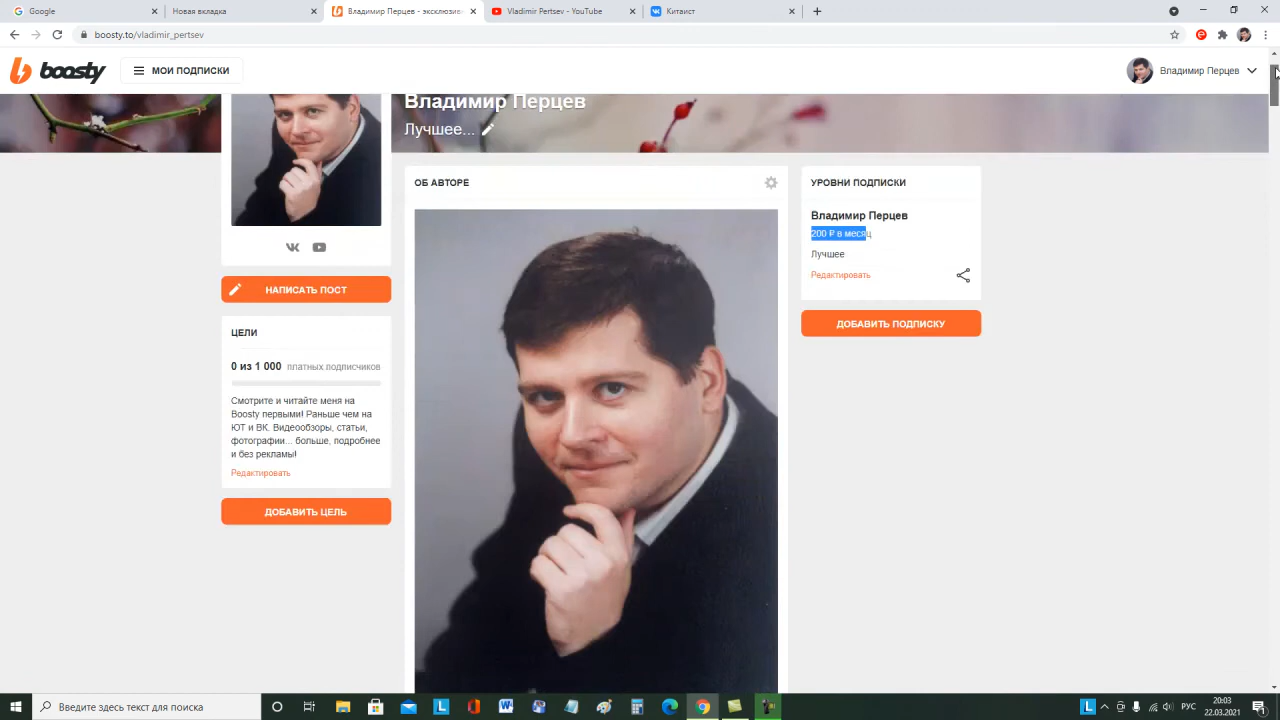 Google
Новая вкладка
Владимир Перцев - эксклюзив
Vladimir Pertsev - YouTube
Китаист
boosty.to/vladimir_pertsev
boosty
МОИ ПОДПИСКИ
Владимир Перцев
Владимир Перцев
Лучшее...
ОБ АВТОРЕ
УРОВНИ ПОДПИСКИ
Владимир Перцев
200 ₽ в месяц
Лучшее
Редактировать
ДОБАВИТЬ ПОДПИСКУ
НАПИСАТЬ ПОСТ
ЦЕЛИ
0 из 1 000 платных подписчиков
Смотрите и читайте меня на
Boosty первыми! Раньше чем на
ЮТ и ВК. Видеообзоры, статьи,
фотографии... больше, подробнее
и без рекламы!
Редактировать
ДОБАВИТЬ ЦЕЛЬ
Введите здесь текст для поиска
РУС
20:03
22.03.2021